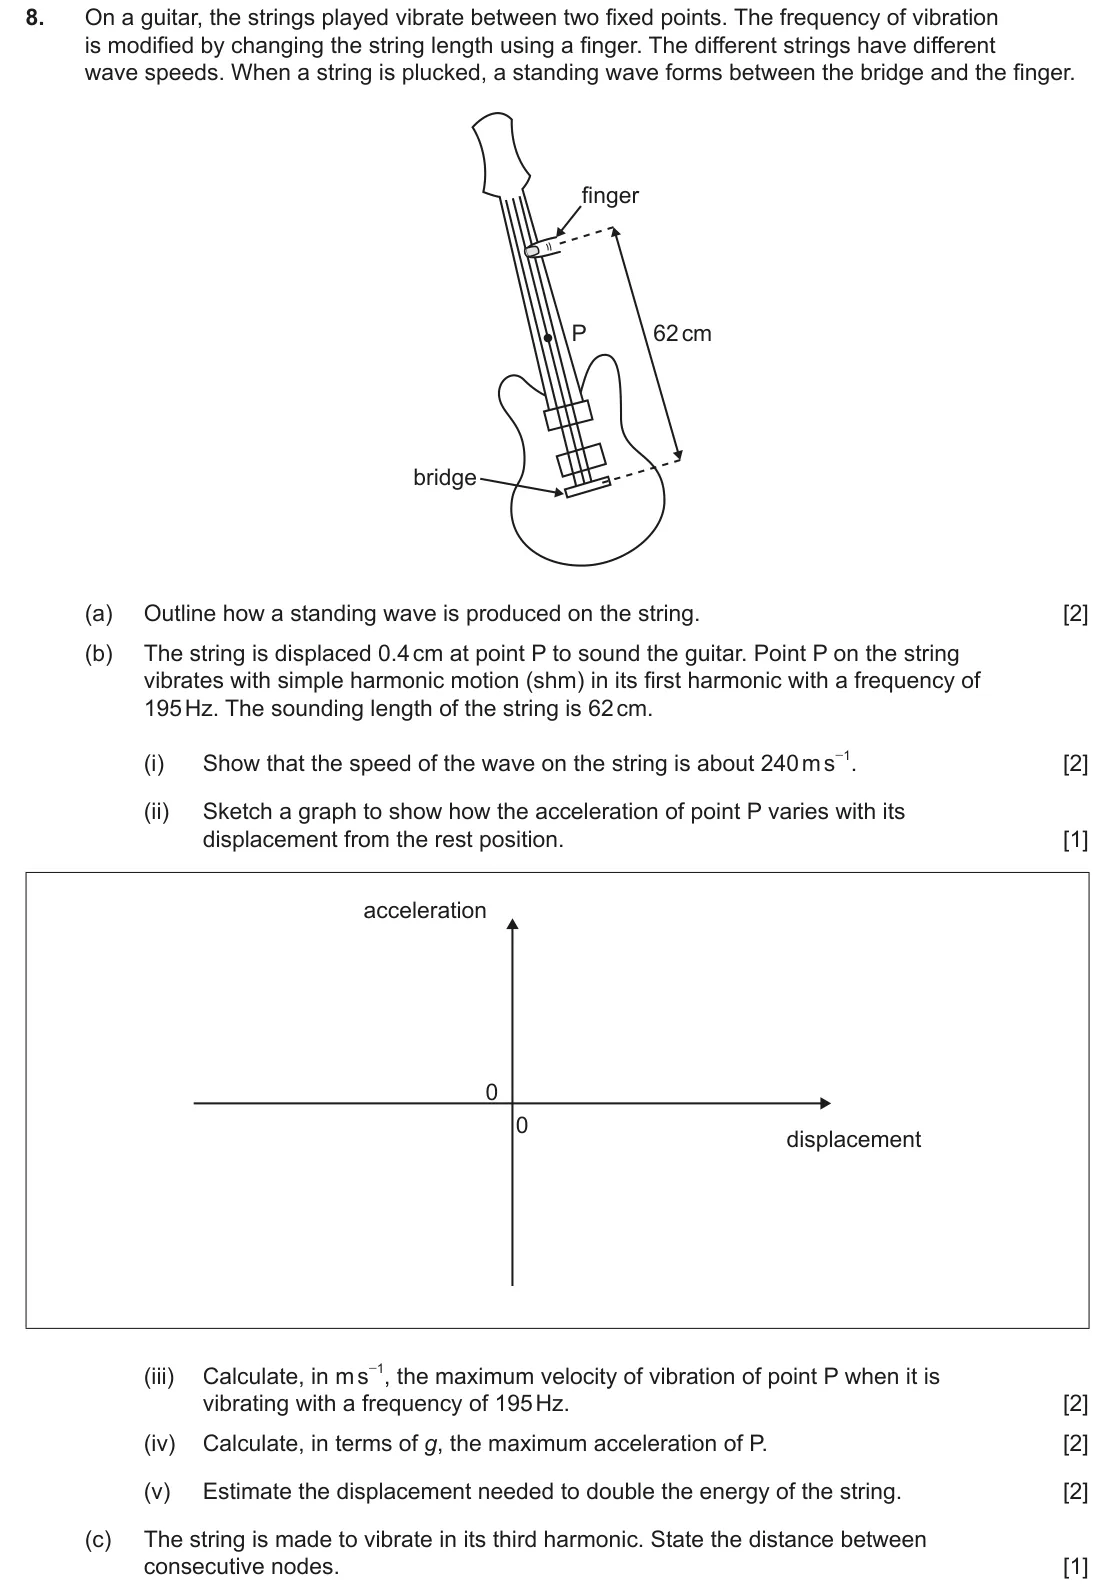 8. On a guitar, the strings played vibrate between two fixed points. The frequency of vibration
is modified by changing the string length using a finger. The different strings have different
wave speeds. When a string is plucked, a standing wave forms between the bridge and the finger.
finger
P
62 cm
bridge
(a) Outline how a standing wave is produced on the string. [2]
(b) The string is displaced 0.4 cm at point P to sound the guitar. Point P on the string
vibrates with simple harmonic motion (shm) in its first harmonic with a frequency of
195 Hz. The sounding length of the string is 62 cm.
(i) Show that the speed of the wave on the string is about 240 m s⁻¹. [2]
(ii) Sketch a graph to show how the acceleration of point P varies with its
displacement from the rest position. [1]
acceleration
0
0
displacement
(iii) Calculate, in m s⁻¹, the maximum velocity of vibration of point P when it is
vibrating with a frequency of 195 Hz. [2]
(iv) Calculate, in terms of g, the maximum acceleration of P. [2]
(v) Estimate the displacement needed to double the energy of the string. [2]
(c) The string is made to vibrate in its third harmonic. State the distance between
consecutive nodes. [1]